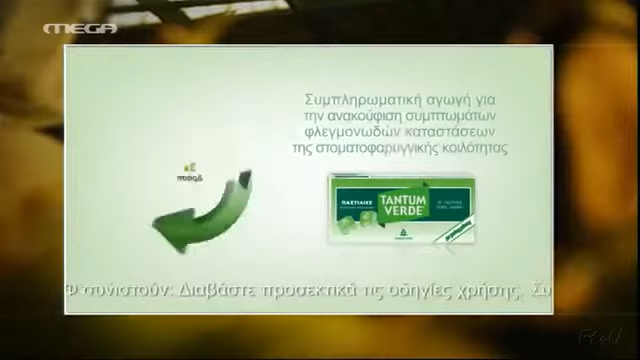 MEGA
Συμπληρωματική αγωγή για
την ανακούφιση συμπτωμάτων
φλεγμονωδών καταστάσεων
της στοματοφαρυγγικής κοιλότητας
ΠΑΣΤΙΛΙΕΣ
TANTUM
VERDE
συνιστούν: Διαβάστε προσεκτικά τις οδηγίες χρήσης. Συ